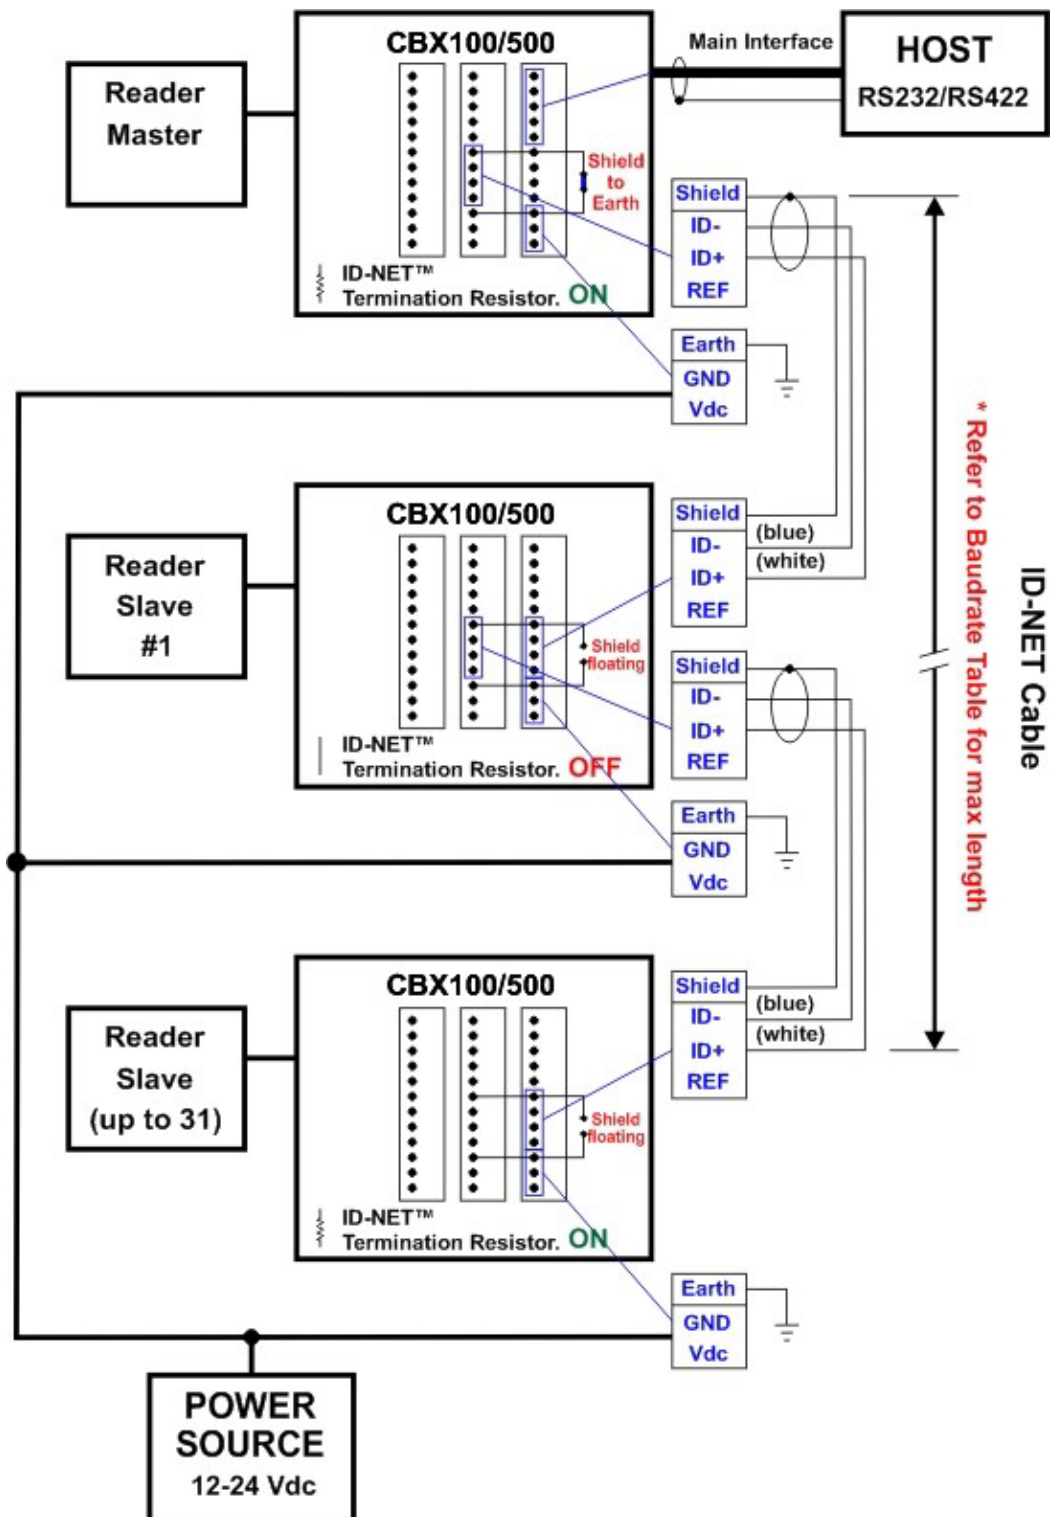 CBX100/500
Main Interface
HOST
RS232/RS422
Reader
Master
Shield
to
Earth
ID-NET™
Termination Resistor. ON
Shield
ID-
ID+
REF
Earth
GND
Vdc
CBX100/500
Reader
Slave
#1
Shield
floating
ID-NET™
Termination Resistor. OFF
Shield
(blue)
ID-
(white)
ID+
REF
Shield
ID-
ID+
REF
Earth
GND
Vdc
* Refer to Baudrate Table for max length
ID-NET Cable
CBX100/500
Reader
Slave
(up to 31)
Shield
floating
ID-NET™
Termination Resistor. ON
Shield
(blue)
ID-
(white)
ID+
REF
Earth
GND
Vdc
POWER
SOURCE
12-24 Vdc